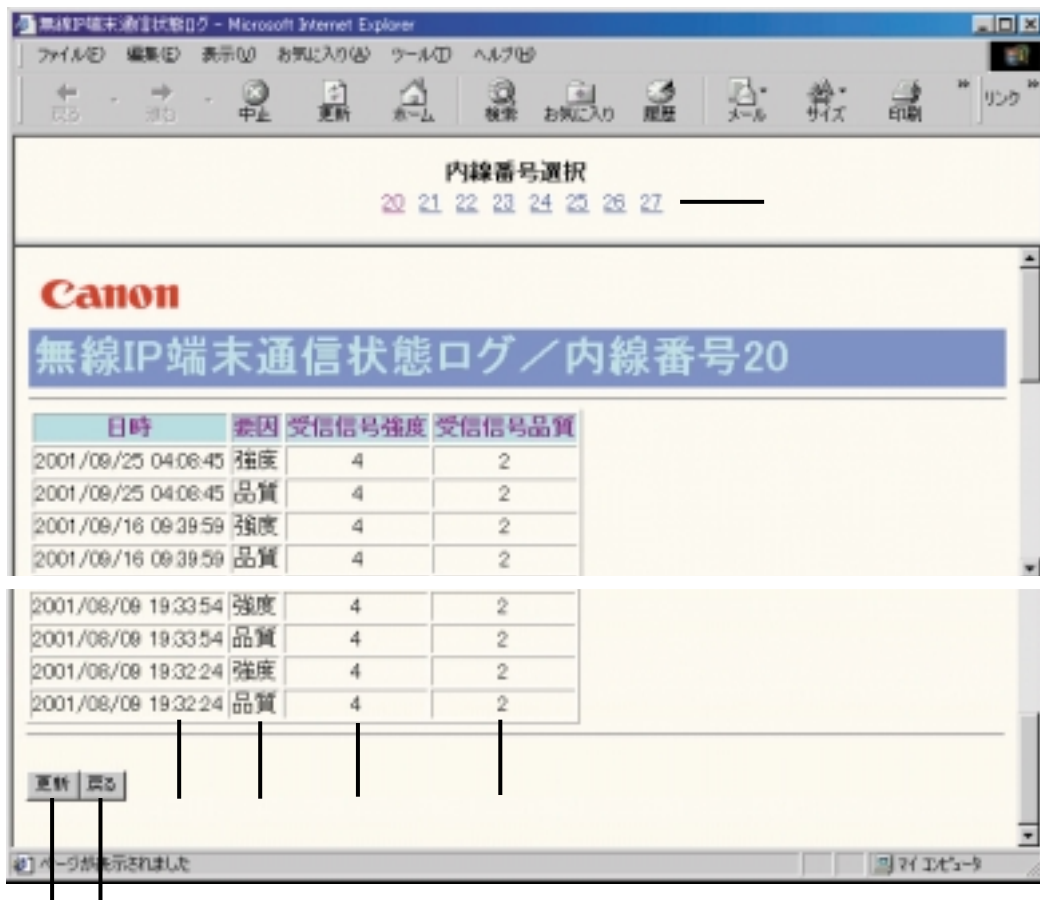 無線IP端末通信状態ログ - Microsoft Internet Explorer
ファイル(F) 編集(E) 表示(V) お気に入り(A) ツール(T) ヘルプ(H)
戻る 進む 中止 更新 ホーム 検索 お気に入り 履歴 メール サイズ 印刷 » リンク »
内線番号選択
20 21 22 23 24 25 26 27
Canon
無線IP端末通信状態ログ／内線番号20
日時 要因 受信信号強度 受信信号品質
2001/09/25 04:08:45 強度 4 2
2001/09/25 04:08:45 品質 4 2
2001/09/16 09:39:59 強度 4 2
2001/09/16 09:39:59 品質 4 2
2001/08/09 19:33:54 強度 4 2
2001/08/09 19:33:54 品質 4 2
2001/08/09 19:32:24 強度 4 2
2001/08/09 19:32:24 品質 4 2
更新 戻る
ページが表示されました マイ コンピュータ